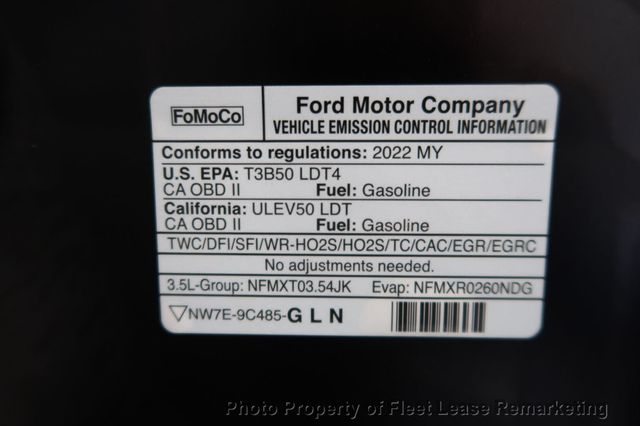 FoMoCo
Ford Motor Company
VEHICLE EMISSION CONTROL INFORMATION
Conforms to regulations: 2022 MY
U.S. EPA: T3B50 LDT4
CA OBD II Fuel: Gasoline
California: ULEV50 LDT
CA OBD II Fuel: Gasoline
TWC/DFI/SFI/WR-HO2S/HO2S/TC/CAC/EGR/EGRC
No adjustments needed.
3.5L-Group: NFMXT03.54JK Evap: NFMXR0260NDG
NW7E-9C485-GLN
Photo Property of Fleet Lease Remarketing